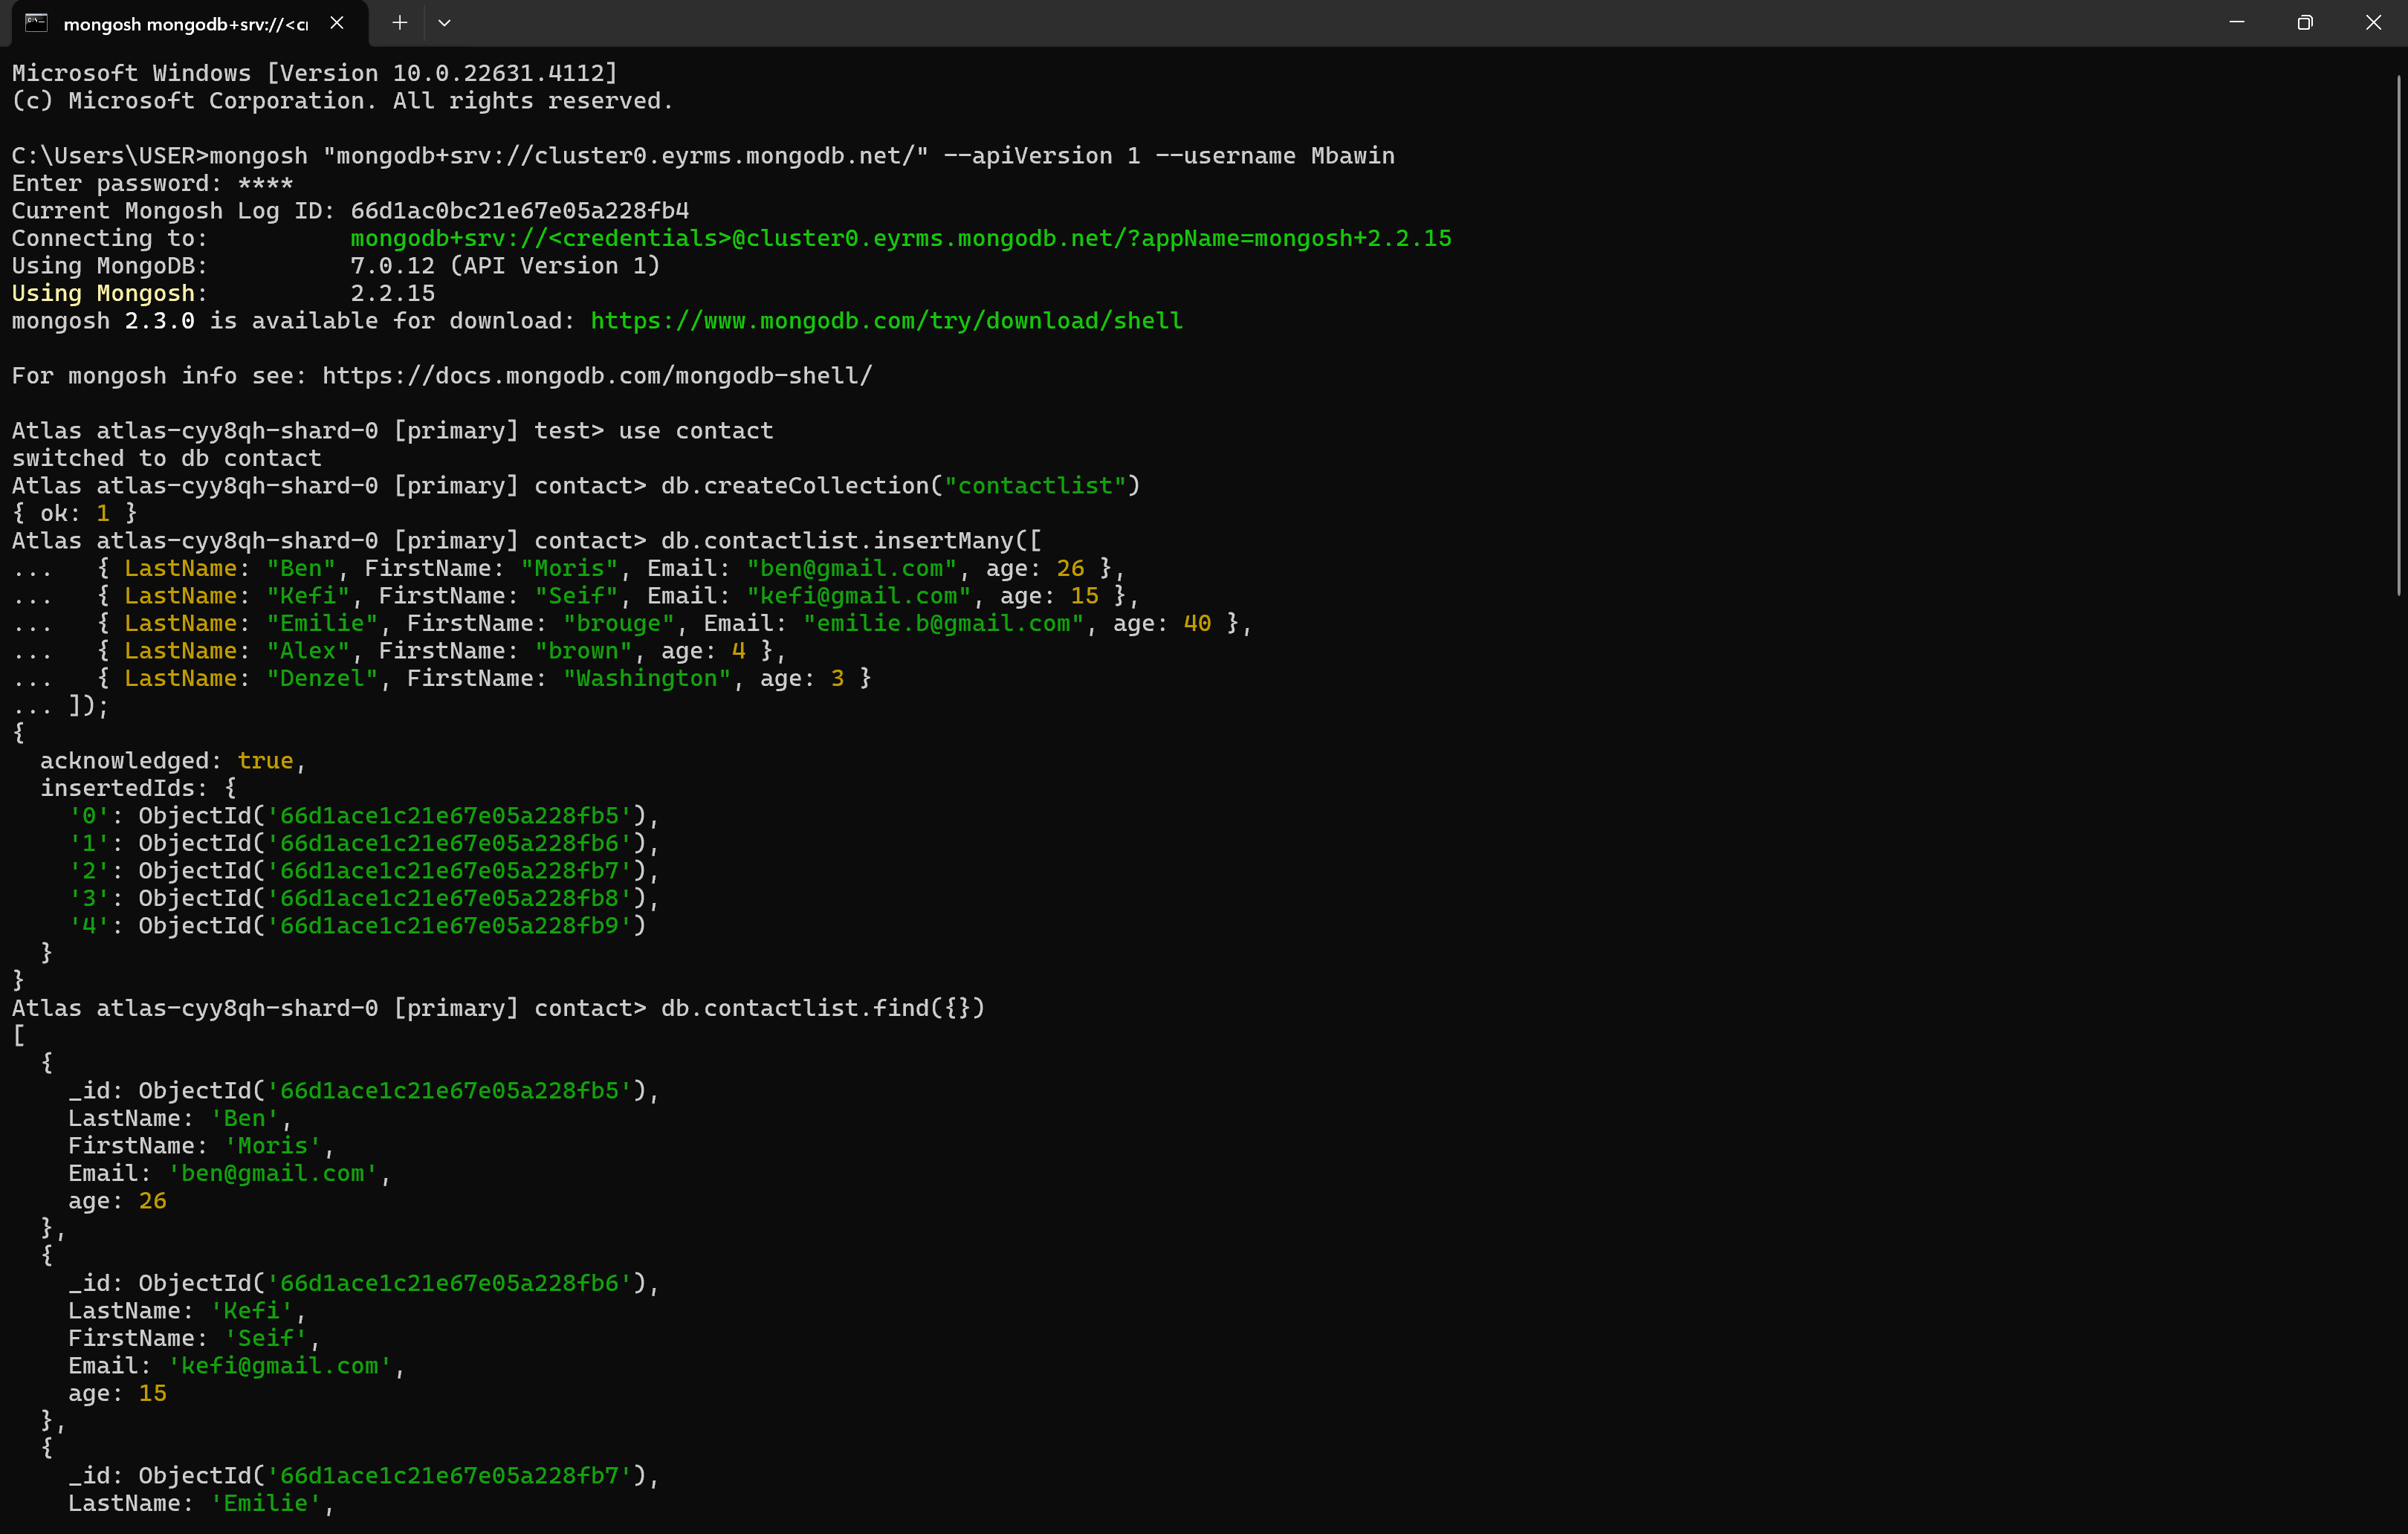 mongosh mongodb+srv://<cr
Microsoft Windows [Version 10.0.22631.4112]
(c) Microsoft Corporation. All rights reserved.
C:\Users\USER>mongosh "mongodb+srv://cluster0.eyrms.mongodb.net/" --apiVersion 1 --username Mbawin
Enter password: ****
Current Mongosh Log ID: 66d1ac0bc21e67e05a228fb4
Connecting to:          mongodb+srv://<credentials>@cluster0.eyrms.mongodb.net/?appName=mongosh+2.2.15
Using MongoDB:          7.0.12 (API Version 1)
Using Mongosh:          2.2.15
mongosh 2.3.0 is available for download: https://www.mongodb.com/try/download/shell
For mongosh info see: https://docs.mongodb.com/mongodb-shell/
Atlas atlas-cyy8qh-shard-0 [primary] test> use contact
switched to db contact
Atlas atlas-cyy8qh-shard-0 [primary] contact> db.createCollection("contactlist")
{ ok: 1 }
Atlas atlas-cyy8qh-shard-0 [primary] contact> db.contactlist.insertMany([
...   { LastName: "Ben", FirstName: "Moris", Email: "ben@gmail.com", age: 26 },
...   { LastName: "Kefi", FirstName: "Seif", Email: "kefi@gmail.com", age: 15 },
...   { LastName: "Emilie", FirstName: "brouge", Email: "emilie.b@gmail.com", age: 40 },
...   { LastName: "Alex", FirstName: "brown", age: 4 },
...   { LastName: "Denzel", FirstName: "Washington", age: 3 }
... ]);
{
  acknowledged: true,
  insertedIds: {
    '0': ObjectId('66d1ace1c21e67e05a228fb5'),
    '1': ObjectId('66d1ace1c21e67e05a228fb6'),
    '2': ObjectId('66d1ace1c21e67e05a228fb7'),
    '3': ObjectId('66d1ace1c21e67e05a228fb8'),
    '4': ObjectId('66d1ace1c21e67e05a228fb9')
  }
}
Atlas atlas-cyy8qh-shard-0 [primary] contact> db.contactlist.find({})
[
  {
    _id: ObjectId('66d1ace1c21e67e05a228fb5'),
    LastName: 'Ben',
    FirstName: 'Moris',
    Email: 'ben@gmail.com',
    age: 26
  },
  {
    _id: ObjectId('66d1ace1c21e67e05a228fb6'),
    LastName: 'Kefi',
    FirstName: 'Seif',
    Email: 'kefi@gmail.com',
    age: 15
  },
  {
    _id: ObjectId('66d1ace1c21e67e05a228fb7'),
    LastName: 'Emilie',